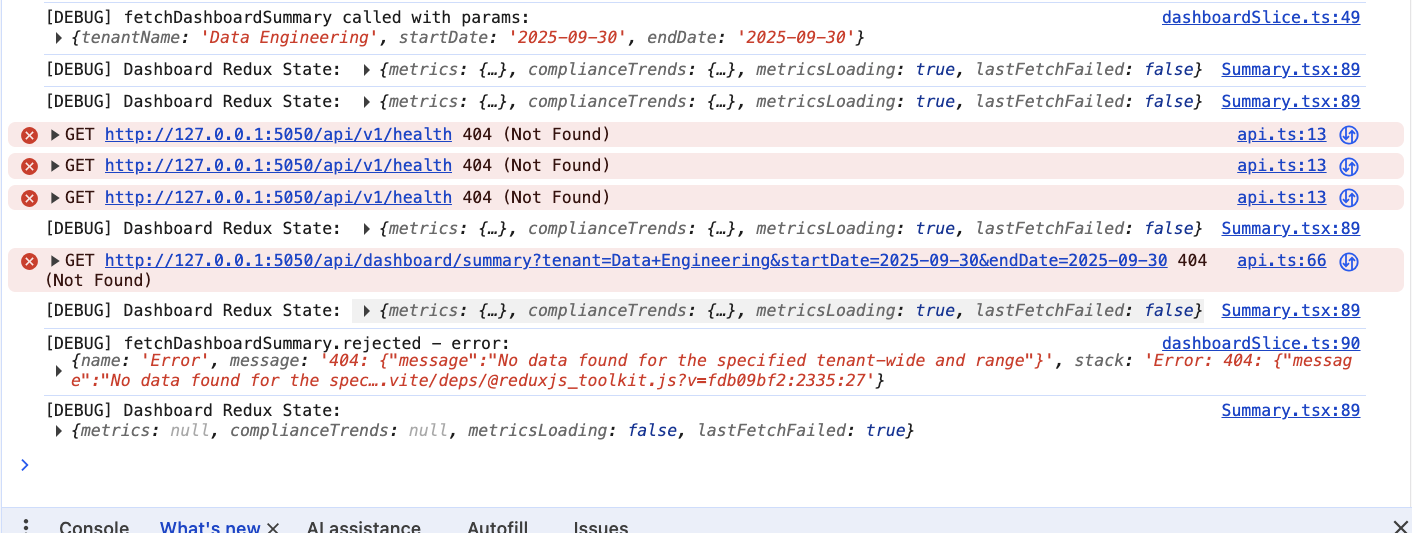 [DEBUG] fetchDashboardSummary called with params: dashboardSlice.ts:49
{tenantName: 'Data Engineering', startDate: '2025-09-30', endDate: '2025-09-30'}
[DEBUG] Dashboard Redux State: {metrics: {…}, complianceTrends: {…}, metricsLoading: true, lastFetchFailed: false} Summary.tsx:89
[DEBUG] Dashboard Redux State: {metrics: {…}, complianceTrends: {…}, metricsLoading: true, lastFetchFailed: false} Summary.tsx:89
GET http://127.0.0.1:5050/api/v1/health 404 (Not Found) api.ts:13
GET http://127.0.0.1:5050/api/v1/health 404 (Not Found) api.ts:13
GET http://127.0.0.1:5050/api/v1/health 404 (Not Found) api.ts:13
[DEBUG] Dashboard Redux State: {metrics: {…}, complianceTrends: {…}, metricsLoading: true, lastFetchFailed: false} Summary.tsx:89
GET http://127.0.0.1:5050/api/dashboard/summary?tenant=Data+Engineering&startDate=2025-09-30&endDate=2025-09-30 404 api.ts:66
(Not Found)
[DEBUG] Dashboard Redux State: {metrics: {…}, complianceTrends: {…}, metricsLoading: true, lastFetchFailed: false} Summary.tsx:89
[DEBUG] fetchDashboardSummary.rejected - error: dashboardSlice.ts:90
{name: 'Error', message: '404: {"message":"No data found for the specified tenant-wide and range"}', stack: 'Error: 404: {"messag
e":"No data found for the spec….vite/deps/@reduxjs_toolkit.js?v=fdb09bf2:2335:27'}
[DEBUG] Dashboard Redux State: Summary.tsx:89
{metrics: null, complianceTrends: null, metricsLoading: false, lastFetchFailed: true}
Console What's new AI assistance Autofill Issues